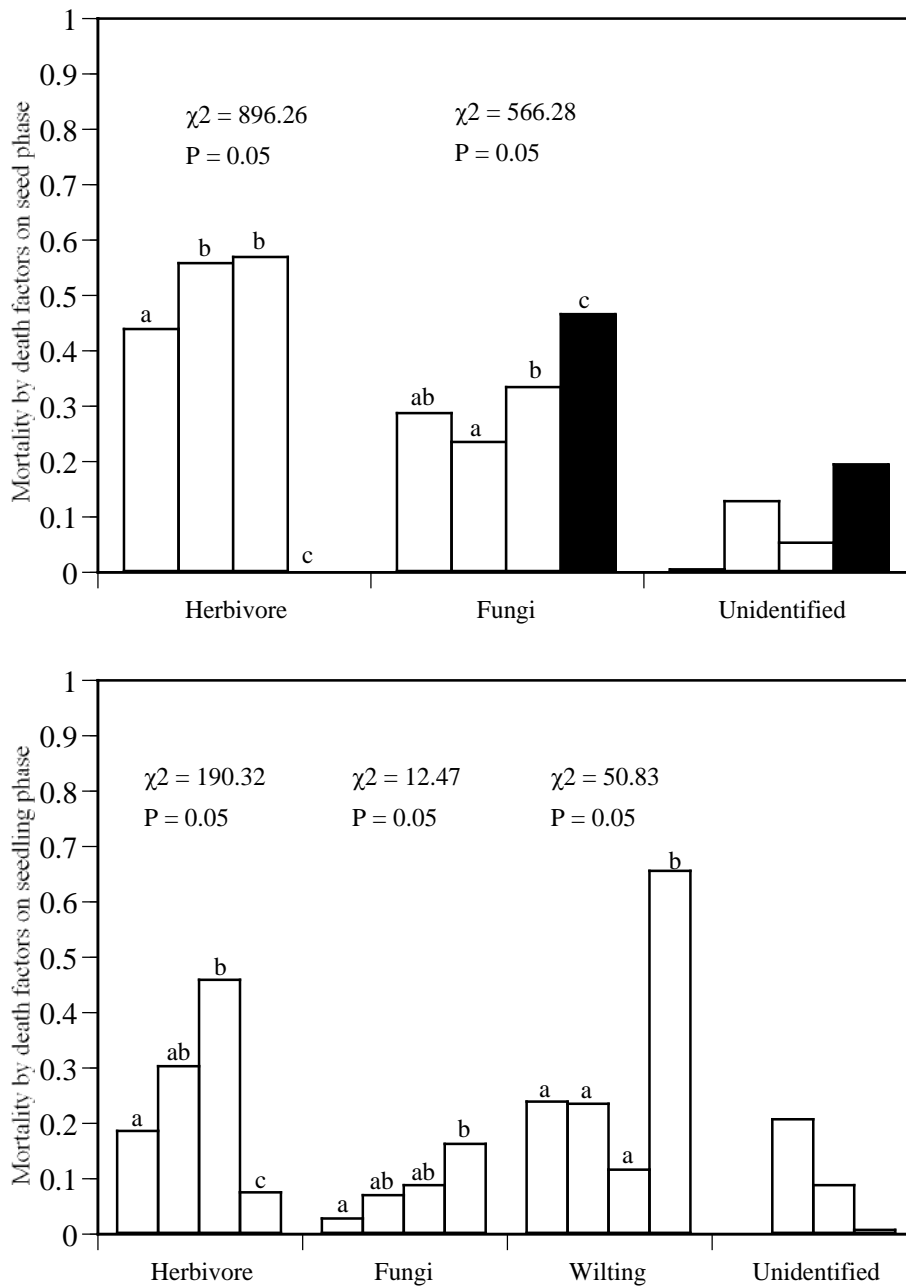 Mortality by death factors on seed phase
1
0.9
0.8
0.7
0.6
0.5
0.4
0.3
0.2
0.1
0
χ2 = 896.26
P = 0.05
χ2 = 566.28
P = 0.05
a
b
b
c
ab
a
b
c
Herbivore
Fungi
Unidentified
Mortality by death factors on seedling phase
1
0.9
0.8
0.7
0.6
0.5
0.4
0.3
0.2
0.1
0
χ2 = 190.32
P = 0.05
χ2 = 12.47
P = 0.05
χ2 = 50.83
P = 0.05
a
ab
b
c
a
ab
ab
b
a
a
a
b
Herbivore
Fungi
Wilting
Unidentified